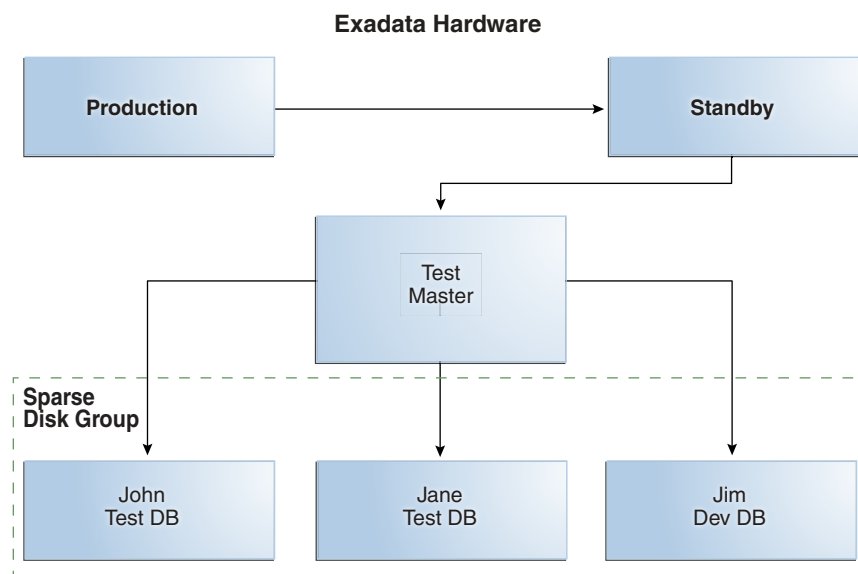 Exadata Hardware
Production
Standby
Test
Master
Sparse
Disk Group
John
Test DB
Jane
Test DB
Jim
Dev DB